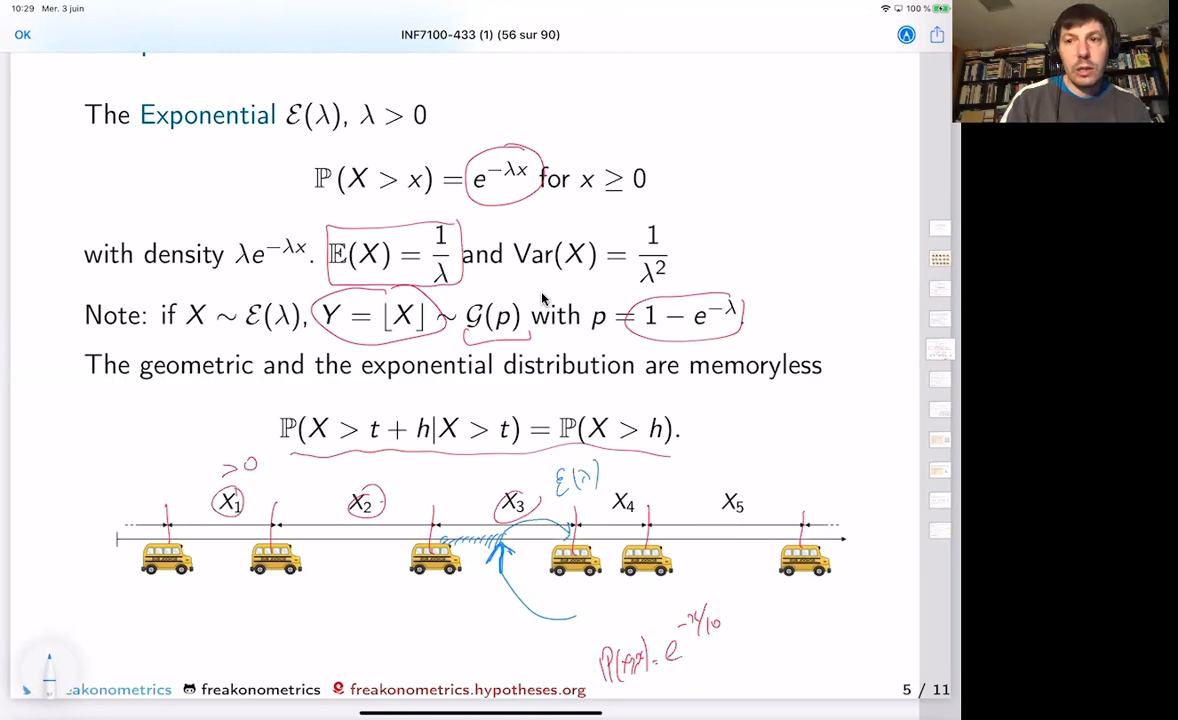 10:29 Mer. 3 juin
100 %
OK
INF7100-433 (1) (56 sur 90)
The Exponential ℰ(λ), λ > 0
ℙ(X > x) = e^{−λx} for x ≥ 0
with density λe^{−λx}. 𝔼(X) = 1/λ and Var(X) = 1/λ²
Note: if X ∼ ℰ(λ), Y = ⌊X⌋ ∼ 𝒢(p) with p = 1 − e^{−λ}.
The geometric and the exponential distribution are memoryless
ℙ(X > t + h|X > t) = ℙ(X > h).
>0
ℰ(λ)
X₁ X₂ X₃ X₄ X₅
e^{−x/10}
eakonometrics freakonometrics freakonometrics.hypotheses.org 5 / 11